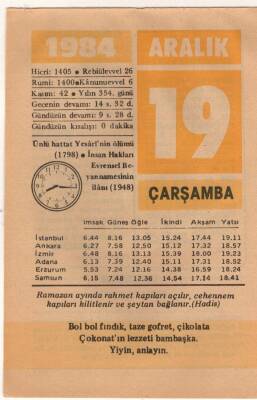 1984 ARALIK
Hicri: 1405 • Rebiülevvel 26
Rumi: 1400 • Kânunuevvel 6
Kasım: 42 • Yılın 354. günü
Gecenin devamı: 14 s. 32 d.
Gündüzün devamı: 9 s. 28 d.
Gündüzün kısalışı: 0 dakika
19
Ünlü hattat Yesârî'nin ölümü
(1798) • İnsan Hakları
Evrensel Be-
yannamesinin
ilânı (1948)
ÇARŞAMBA
imsak Güneş Öğle İkindi Akşam Yatsı
İstanbul 6.44 8.16 13.05 15.24 17.44 19.11
Ankara 6.27 7.58 12.50 15.12 17.32 18.57
İzmir 6.48 8.16 13.13 15.39 18.00 19.23
Adana 6.13 7.39 12.40 15.11 17.31 18.52
Erzurum 5.53 7.24 12.16 14.38 16.59 18.24
Samsun 6.15 7.48 12.36 14.54 17.14 18.41
Ramazan ayında rahmet kapıları açılır, cehennem
kapıları kilitlenir ve şeytan bağlanır.(Hadis)
Bol bol fındık, taze gofret, çikolata
Çokonat'ın lezzeti bambaşka.
Yiyin, anlayın.